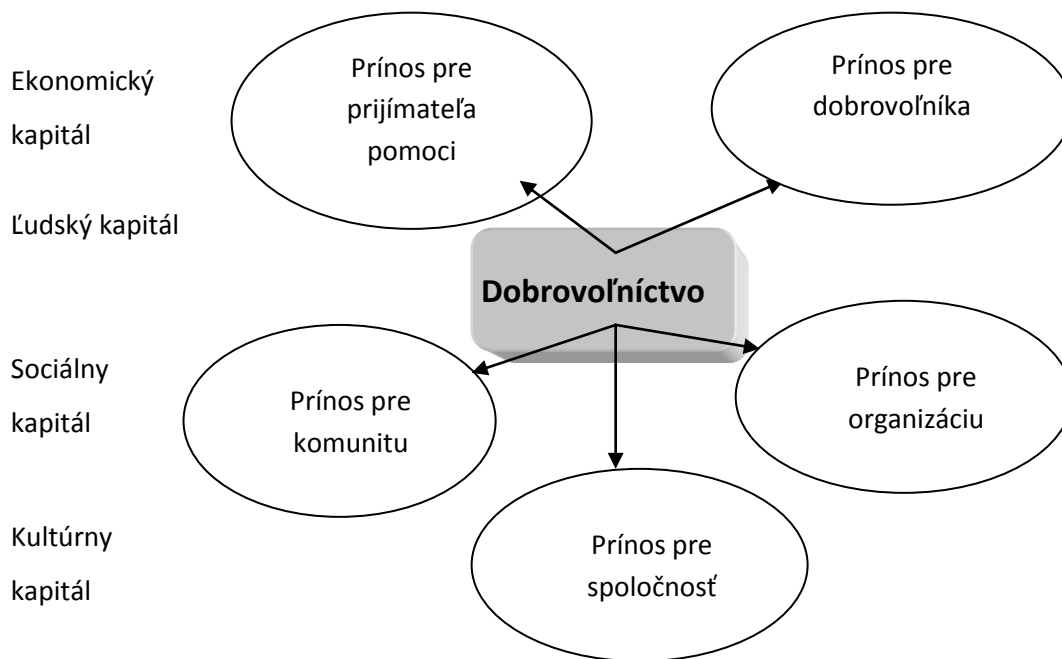 Ekonomický
kapitál
Ľudský kapitál
Sociálny
kapitál
Kultúrny
kapitál
Prínos pre
prijímateľa
pomoci
Prínos pre
dobrovoľníka
Dobrovoľníctvo
Prínos pre
komunitu
Prínos pre
organizáciu
Prínos pre
spoločnosť